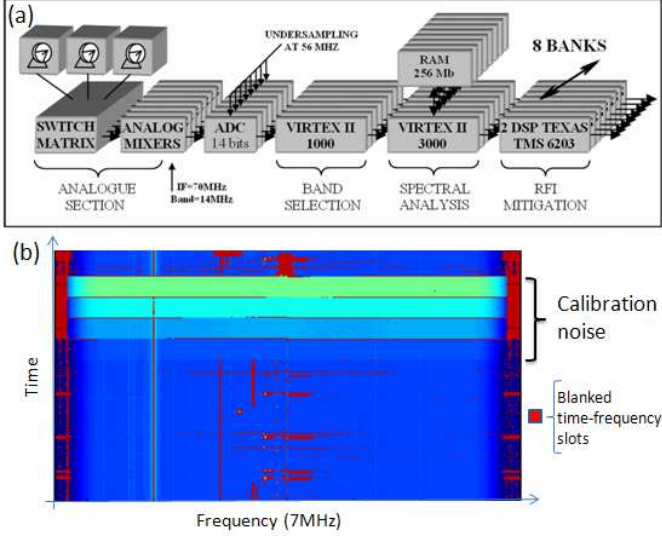 (a)
UNDERSAMPLING
AT 56 MHZ
RAM
256 Mb
8 BANKS
SWITCH
MATRIX
ANALOG
MIXERS
ADC
14 bits
VIRTEX II
1000
VIRTEX II
3000
2 DSP TEXAS
TMS 6203
ANALOGUE
SECTION
IF=70MHz
Band=14MHz
BAND
SELECTION
SPECTRAL
ANALYSIS
RFI
MITIGATION
(b)
Time
Calibration
noise
Blanked
time-frequency
slots
Frequency (7MHz)